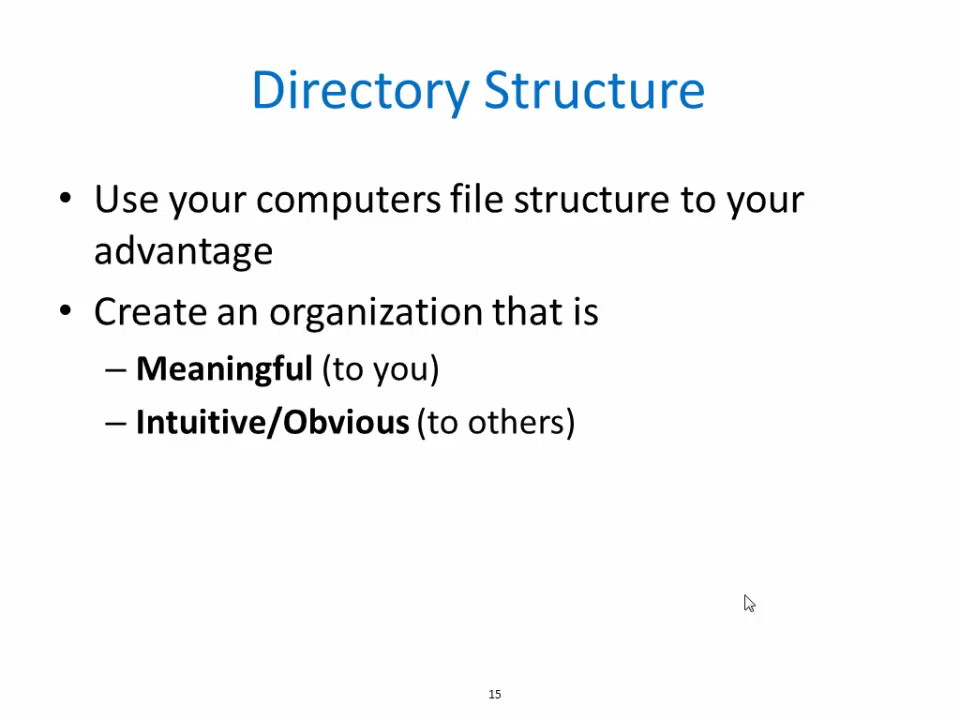 Directory Structure
• Use your computers file structure to your
advantage
• Create an organization that is
– Meaningful (to you)
– Intuitive/Obvious (to others)
15